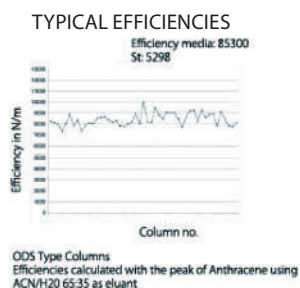 TYPICAL EFFICIENCIES
Efficiency media: 85300
St: 5298
Efficiency in N/m
Column no.
ODS Type Columns
Efficiencies calculated with the peak of Anthracene using
ACN/H20 65:35 as eluant